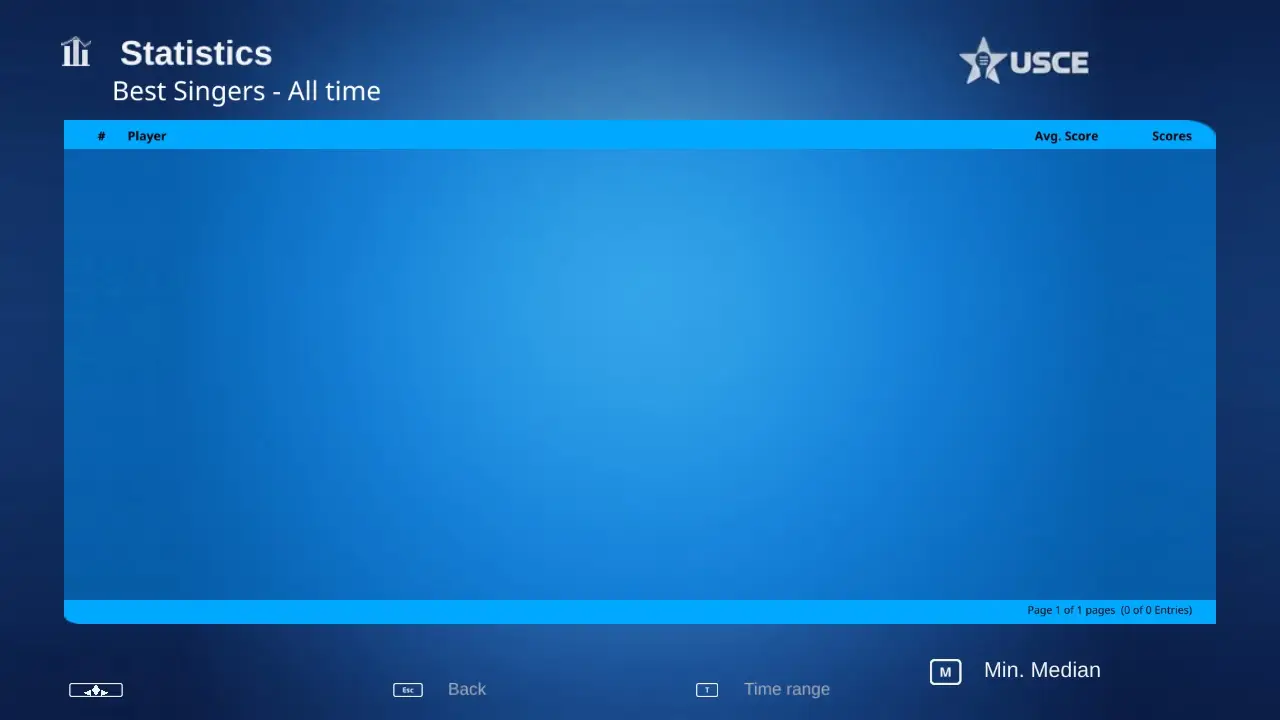 Statistics
USCE
Best Singers - All time
# Player Avg. Score Scores
Page 1 of 1 pages (0 of 0 Entries)
M Min. Median
Esc Back T Time range